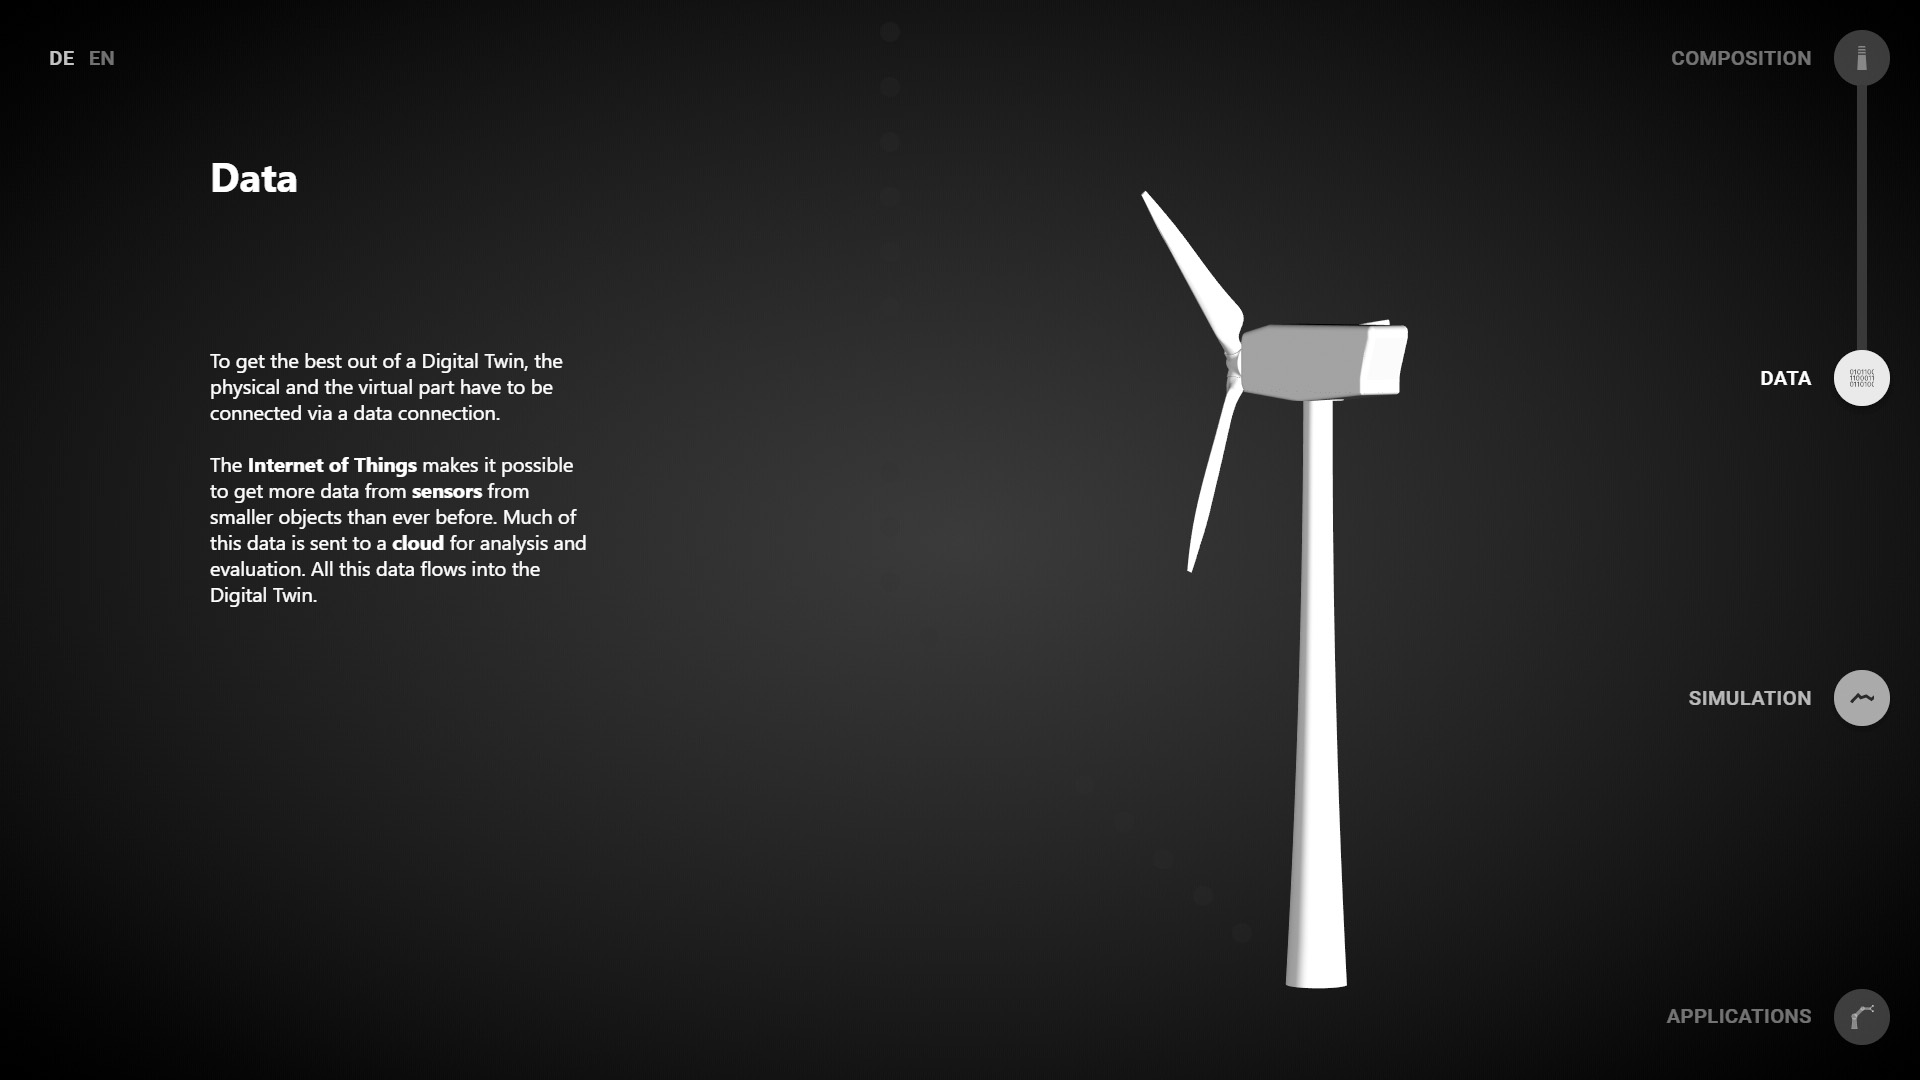 DE EN
COMPOSITION
Data
To get the best out of a Digital Twin, the
physical and the virtual part have to be
connected via a data connection.
The Internet of Things makes it possible
to get more data from sensors from
smaller objects than ever before. Much of
this data is sent to a cloud for analysis and
evaluation. All this data flows into the
Digital Twin.
DATA
SIMULATION
APPLICATIONS